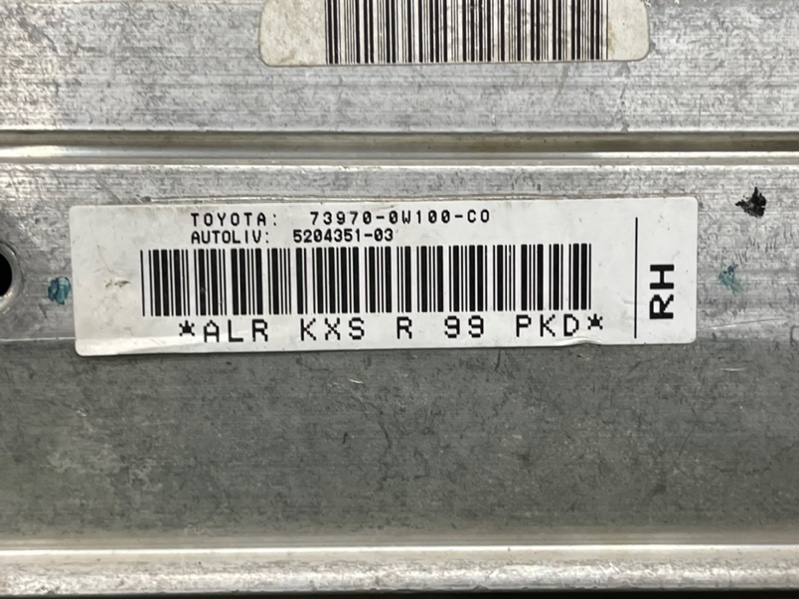 TOYOTA: 73970-0W100-C0
AUTOLIV: 5204351-03
*ALR KXS R 99 PKD*
RH